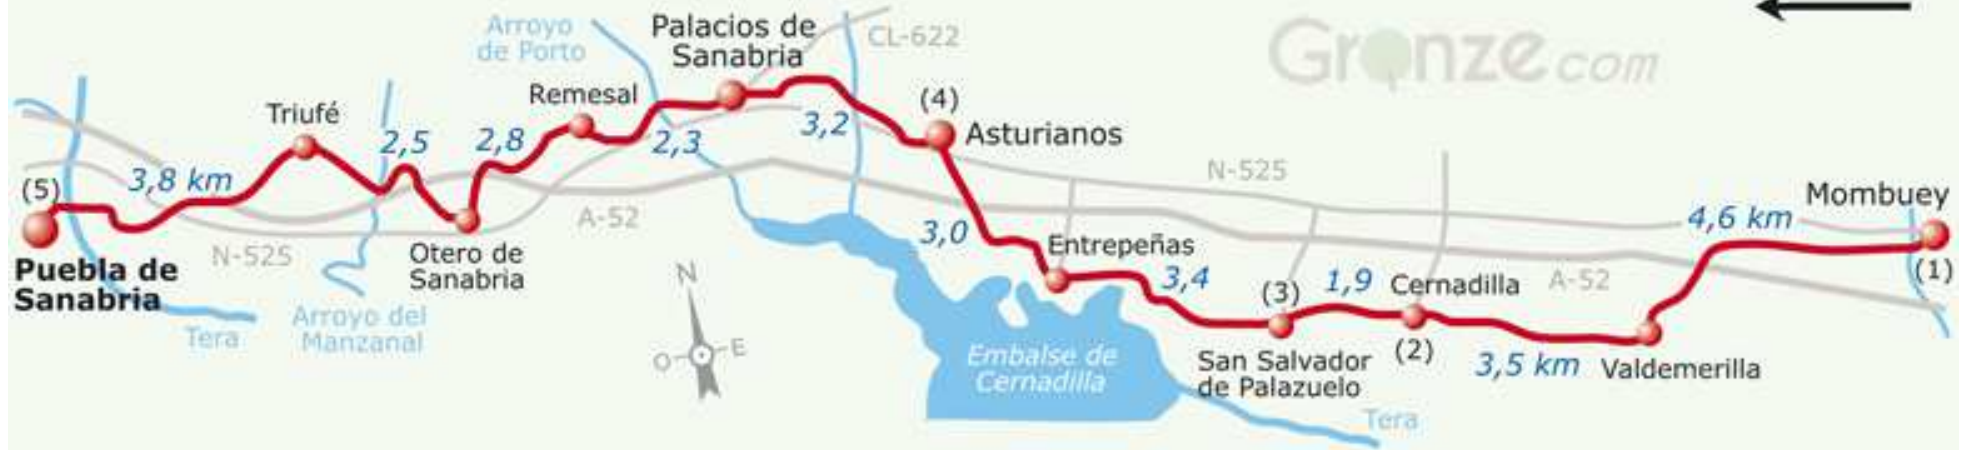 Arroyo
de Porto
Palacios de
Sanabria
CL-622
Gronze.com
Remesal
Triufé
(4)
Asturianos
2,5
2,8
2,3
3,2
N-525
Mombuey
(5)
3,8 km
A-52
4,6 km
3,0
Entrepeñas
Puebla de
Sanabria
N-525
Otero de
Sanabria
N
3,4
(3)
1,9
Cernadilla
A-52
(1)
Tera
Arroyo del
Manzanal
O
E
Embalse de
Cernadilla
San Salvador
de Palazuelo
(2)
3,5 km
Valdemerilla
Tera